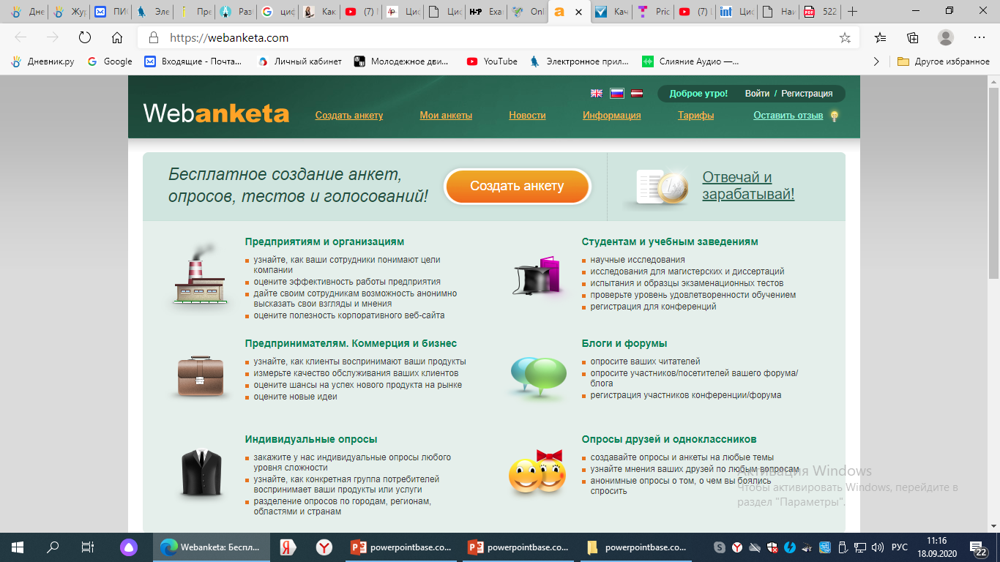 Дне
Жур
ПИ
Эле
Пре
Раз
циф
Как
(7) М
Цис
Цис
Exa
Onl
a
Кач
Pric
(7) Ц
Цис
Наи
522
https://webanketa.com
Дневник.ру
Google
Входящие - Почта...
Личный кабинет
Молодежное дви...
YouTube
Электронное прил...
Слияние Аудио —...
Другое избранное
Доброе утро!
Войти / Регистрация
Webanketa
Создать анкету
Мои анкеты
Новости
Информация
Тарифы
Оставить отзыв
Бесплатное создание анкет,
опросов, тестов и голосований!
Создать анкету
Отвечай и
зарабатывай!
Предприятиям и организациям
узнайте, как ваши сотрудники понимают цели
компании
оцените эффективность работы предприятия
дайте своим сотрудникам возможность анонимно
высказать свои взгляды и мнения
оцените полезность корпоративного веб-сайта
Студентам и учебным заведениям
научные исследования
исследования для магистерских и диссертаций
испытания и образцы экзаменационных тестов
проверьте уровень удовлетворенности обучением
регистрация для конференций
Предпринимателям. Коммерция и бизнес
узнайте, как клиенты воспринимают ваши продукты
измерьте качество обслуживания ваших клиентов
оцените шансы на успех нового продукта на рынке
оцените новые идеи
Блоги и форумы
опросите ваших читателей
опросите участников/посетителей вашего форума/
блога
регистрация участников конференции/форума
Индивидуальные опросы
закажите у нас индивидуальные опросы любого
уровня сложности
узнайте, как конкретная группа потребителей
воспринимает ваши продукты или услуги
разделение опросов по городам, регионам,
областями и странам
Опросы друзей и одноклассников
создавайте опросы и анкеты на любые темы
узнайте мнения ваших друзей по любым вопросам
анонимные опросы о том, о чем вы боялись
спросить
Активация Windows
Чтобы активировать Windows, перейдите в
раздел "Параметры".
Webanketa: Беспл...
powerpointbase.co...
powerpointbase.co...
powerpointbase.co...
РУС
11:16
18.09.2020
22